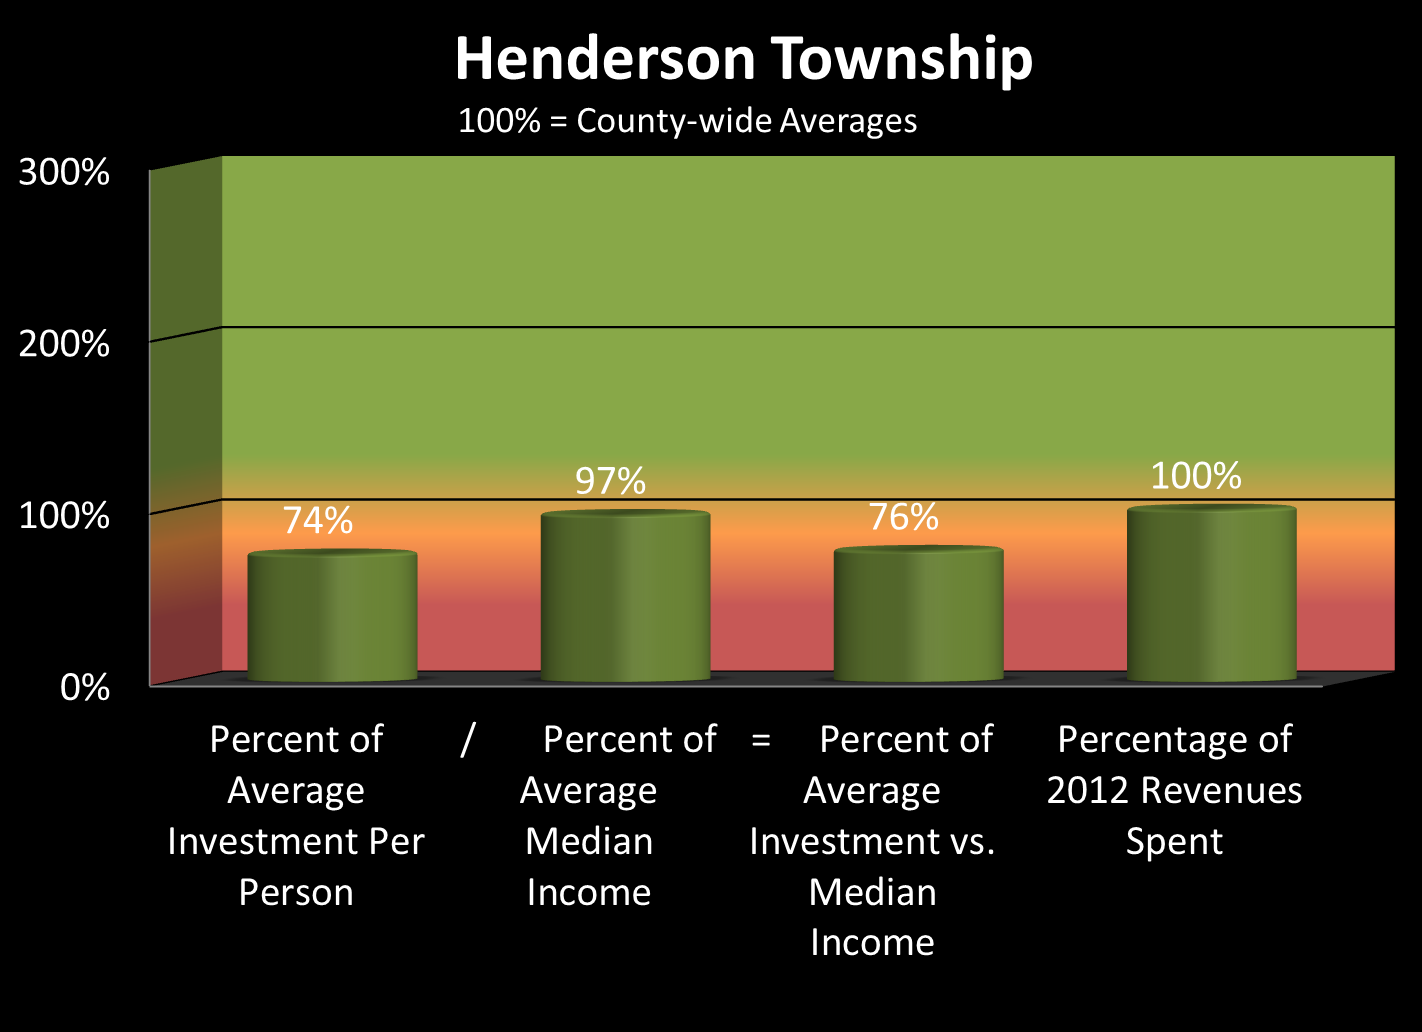 Henderson Township
100% = County-wide Averages
300%
200%
100%
0%
74%
97%
76%
100%
Percent of
Average
Investment Per
Person
/
Percent of
Average
Median
Income
=
Percent of
Average
Investment vs.
Median
Income
Percentage of
2012 Revenues
Spent